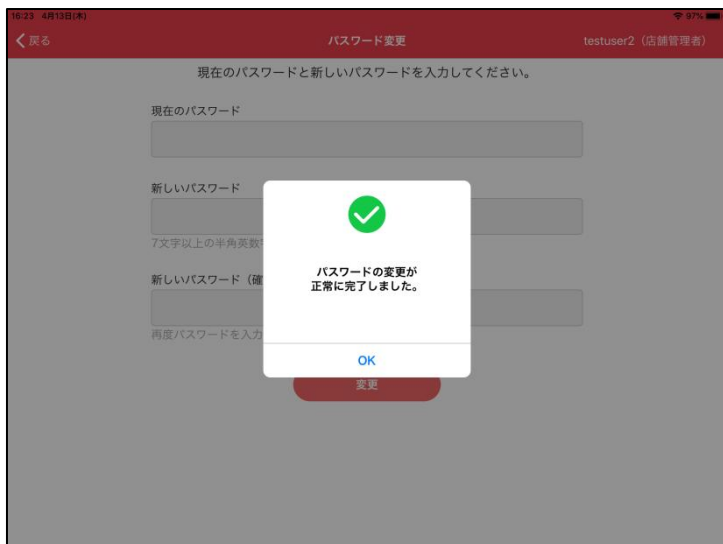 16:23 4月13日(木)
97%
戻る
パスワード変更
testuser2（店舗管理者）
現在のパスワードと新しいパスワードを入力してください。
現在のパスワード
新しいパスワード
7文字以上の半角英数
パスワードの変更が
正常に完了しました。
新しいパスワード（確
再度パスワードを入力
OK
変更